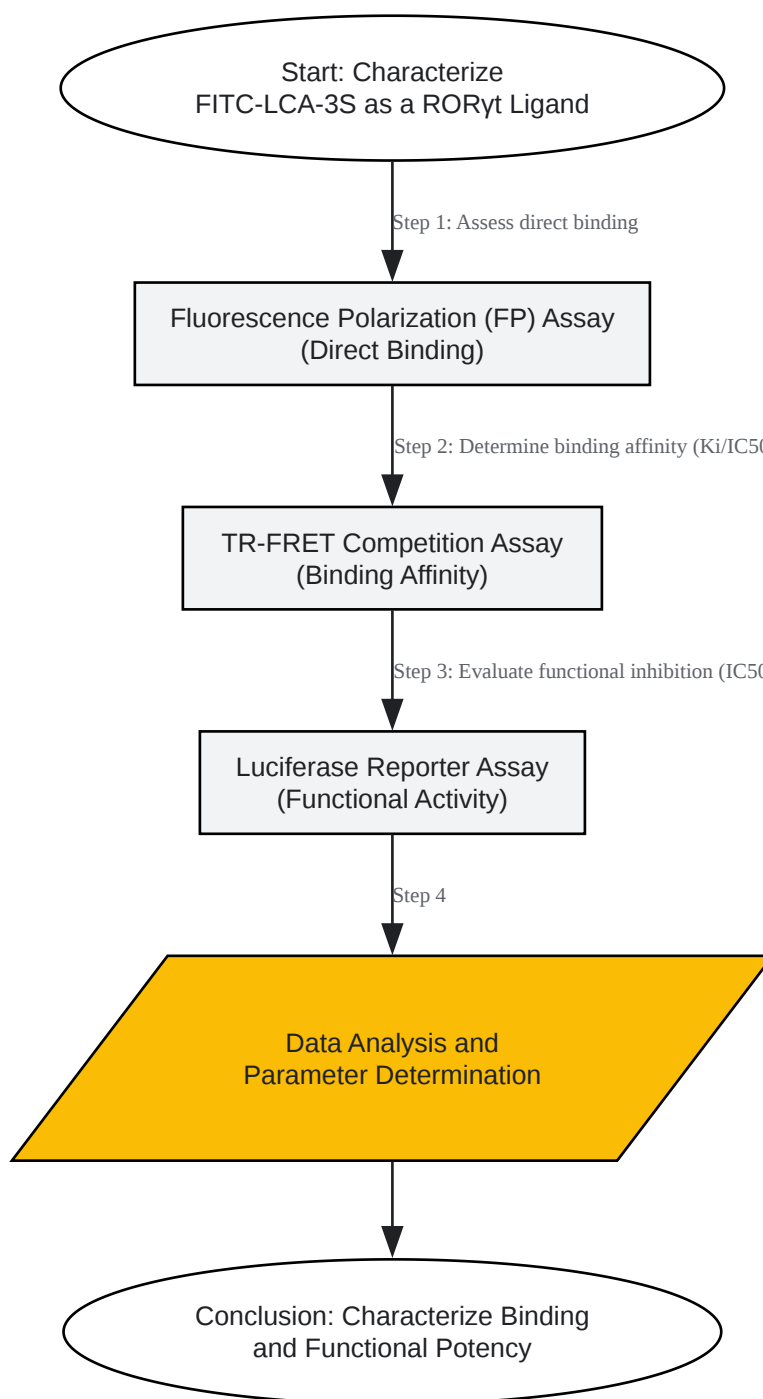 Start: Characterize
FITC-LCA-3S as a RORγt Ligand
Step 1: Assess direct binding
Fluorescence Polarization (FP) Assay
(Direct Binding)
Step 2: Determine binding affinity (Ki/IC50
TR-FRET Competition Assay
(Binding Affinity)
Step 3: Evaluate functional inhibition (IC50
Luciferase Reporter Assay
(Functional Activity)
Step 4
Data Analysis and
Parameter Determination
Conclusion: Characterize Binding
and Functional Potency